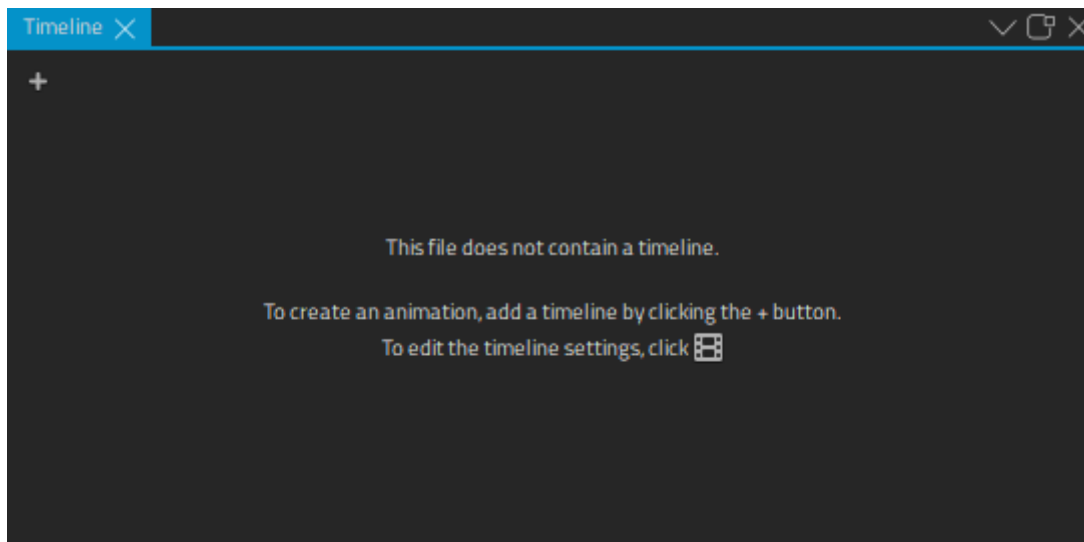 Timeline
This file does not contain a timeline.
To create an animation, add a timeline by clicking the + button.
To edit the timeline settings, click